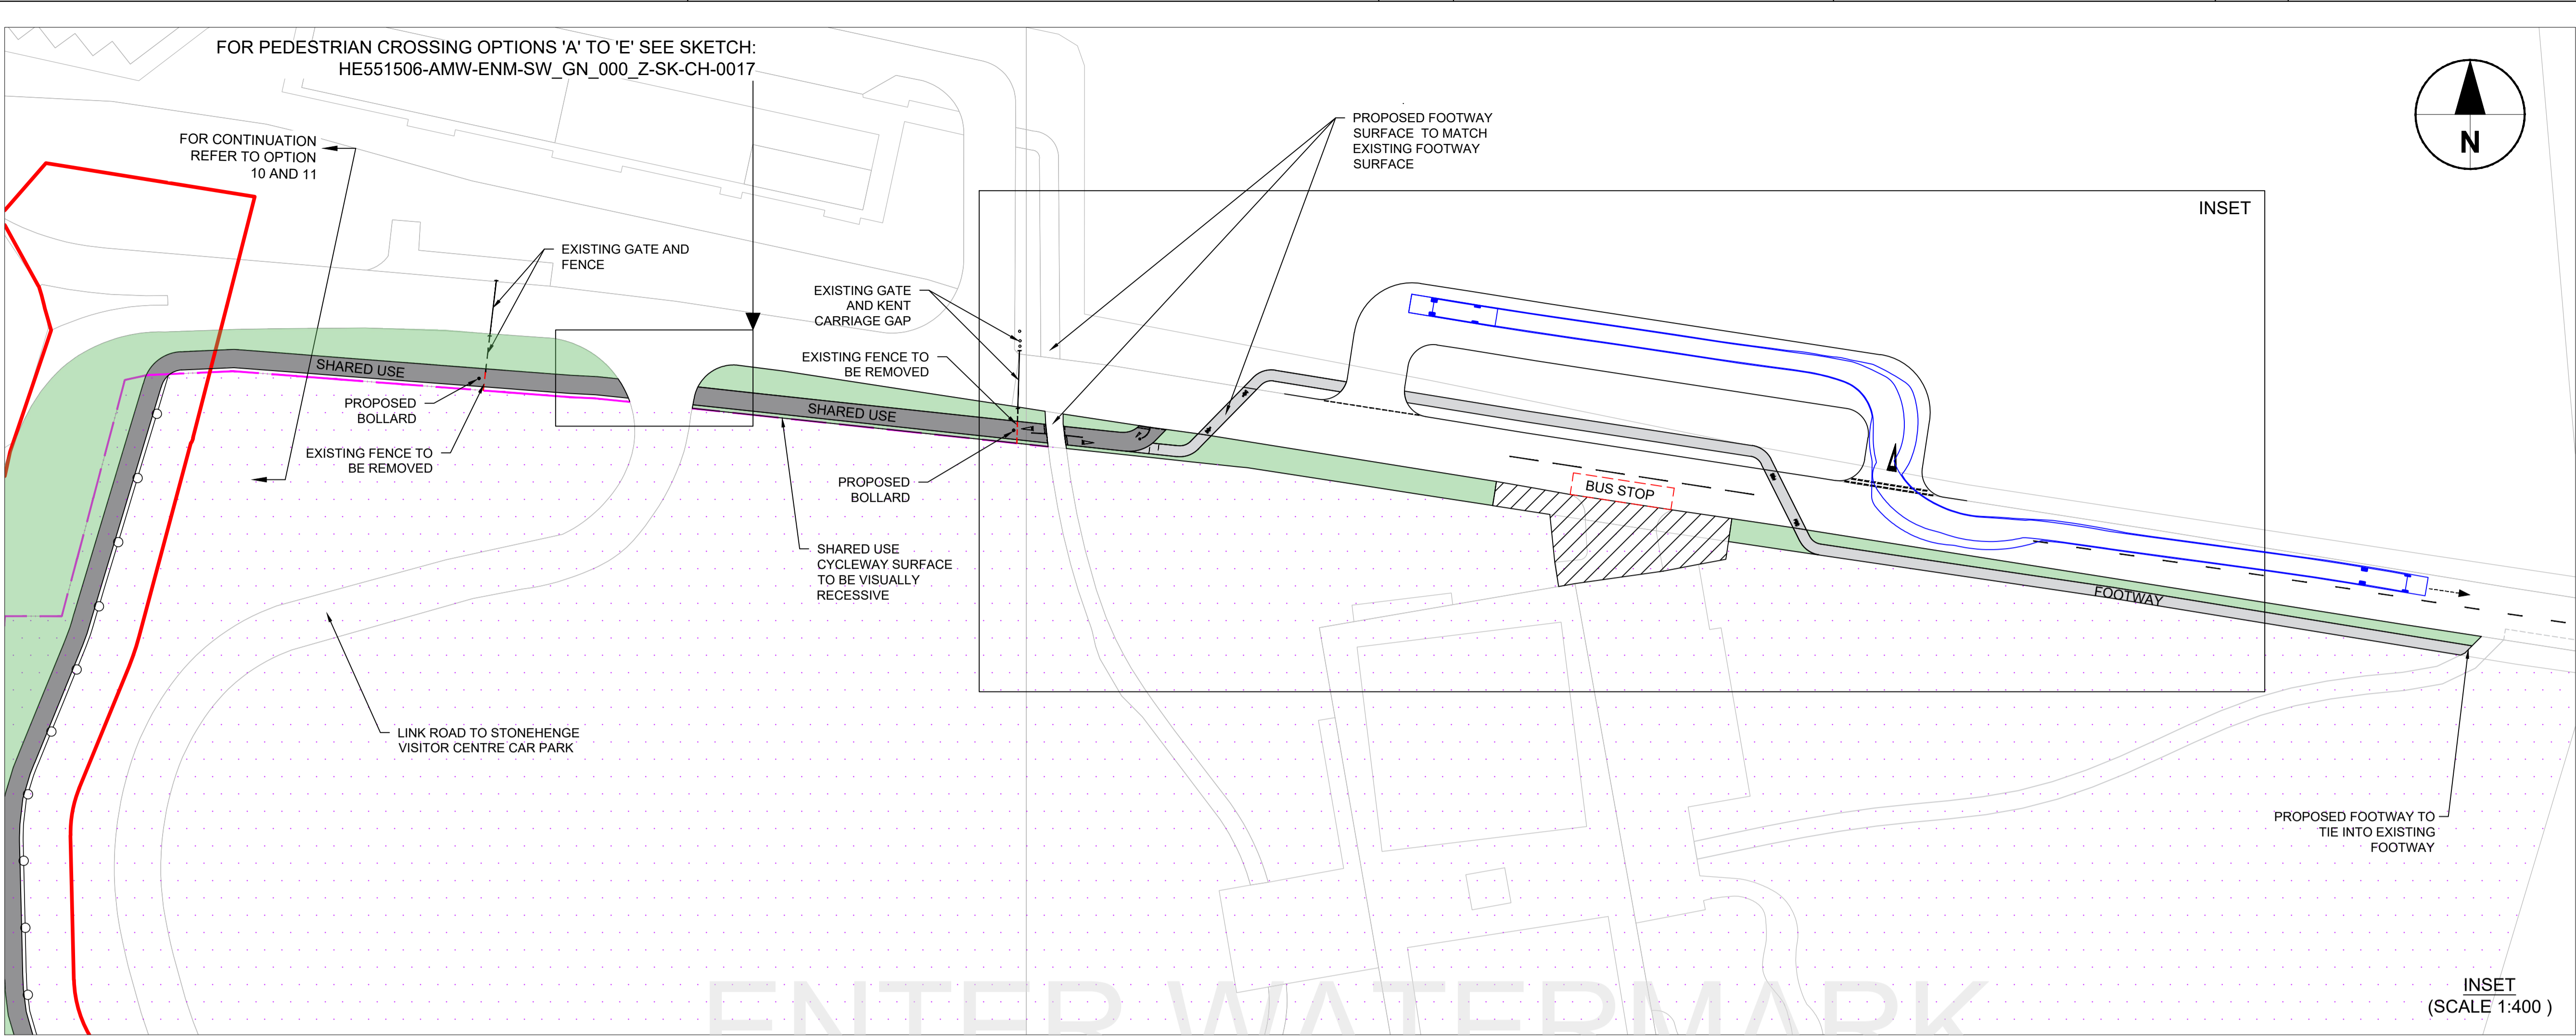 FOR PEDESTRIAN CROSSING OPTIONS 'A' TO 'E' SEE SKETCH:
HE551506-AMW-ENM-SW_GN_000_Z-SK-CH-0017
FOR CONTINUATION
REFER TO OPTION
10 AND 11
PROPOSED FOOTWAY
SURFACE TO MATCH
EXISTING FOOTWAY
SURFACE
N
INSET
EXISTING GATE AND
FENCE
EXISTING GATE
AND KENT
CARRIAGE GAP
EXISTING FENCE TO
BE REMOVED
SHARED USE
PROPOSED
BOLLARD
SHARED USE
EXISTING FENCE TO
BE REMOVED
PROPOSED
BOLLARD
BUS STOP
SHARED USE
CYCLEWAY SURFACE
TO BE VISUALLY
RECESSIVE
FOOTWAY
LINK ROAD TO STONEHENGE
VISITOR CENTRE CAR PARK
PROPOSED FOOTWAY TO
TIE INTO EXISTING
FOOTWAY
ENTER WATERMARK
INSET
(SCALE 1:400 )